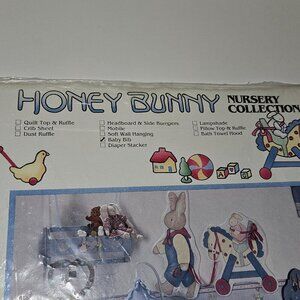 HONEY BUNNY NURSERY COLLECTION
Quilt Top & Ruffle
Crib Sheet
Dust Ruffle
Headboard & Side Bumpers
Mobile
Soft Wall Hanging
Baby Bib
Diaper Stacker
Lampshade
Pillow Top & Ruffle
Bath Towel Hood